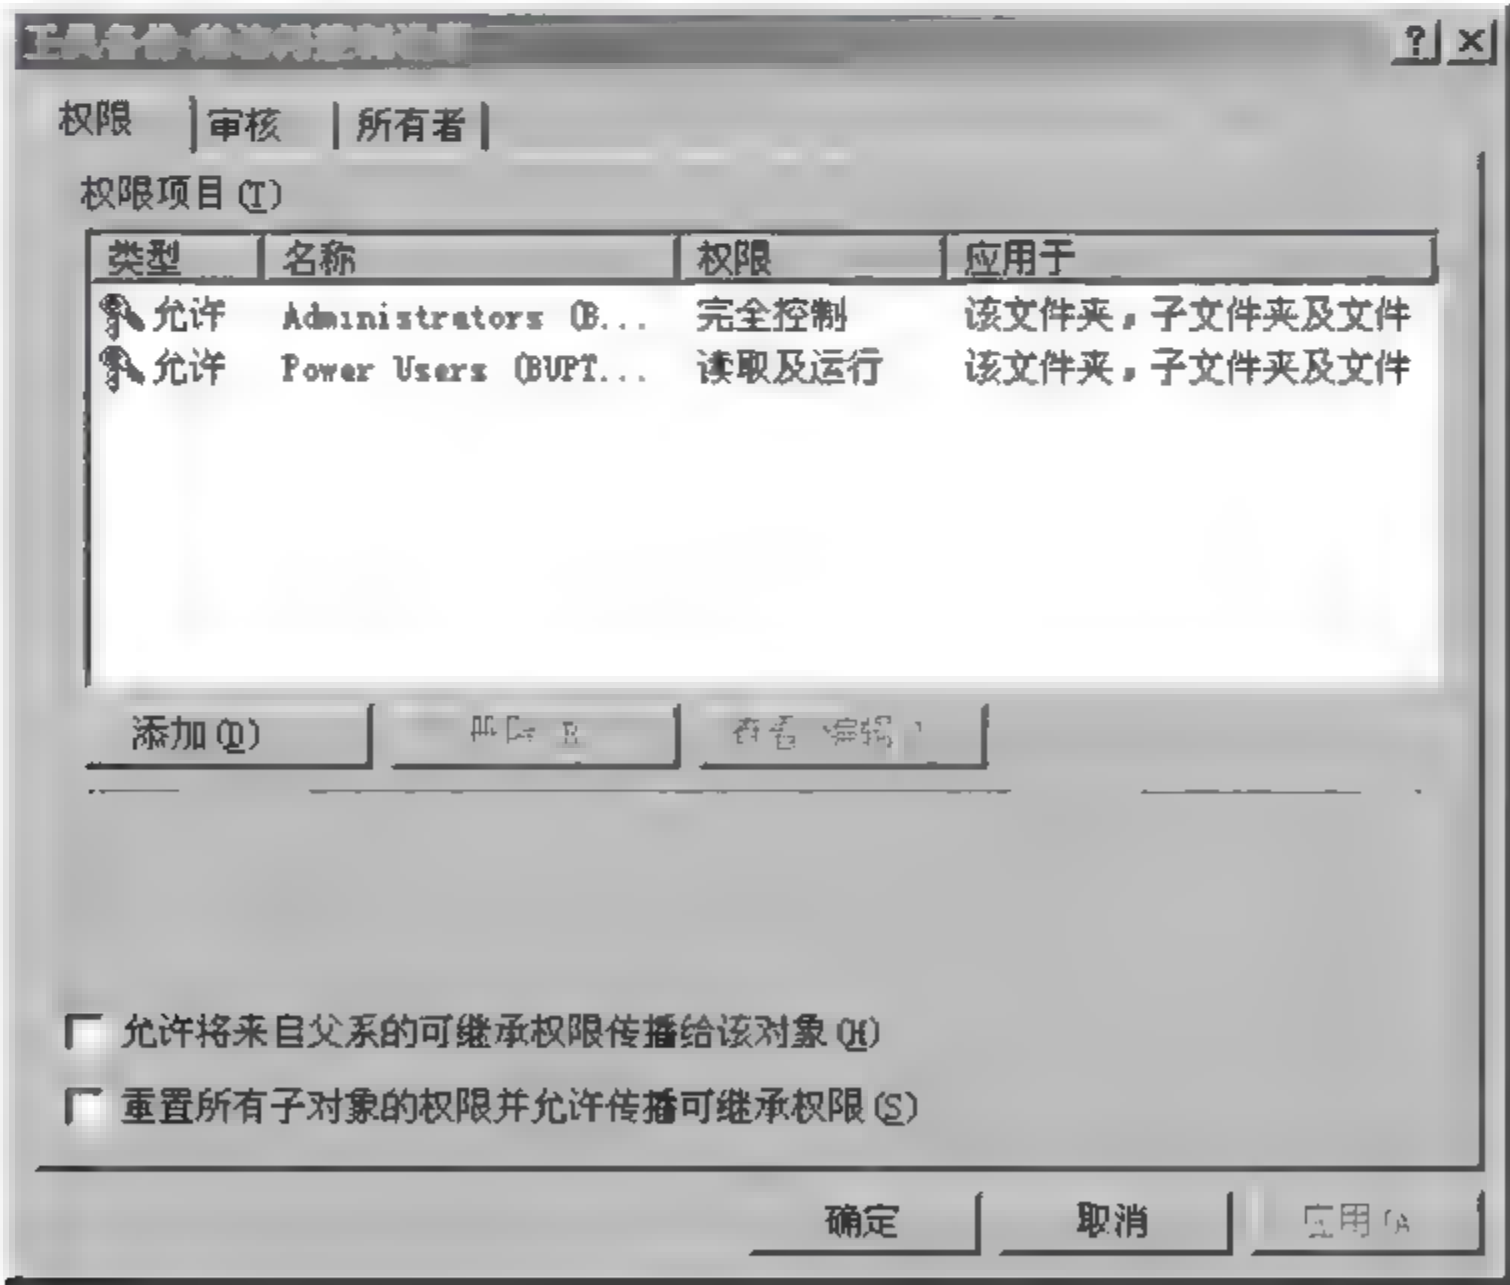 ? ×
权限 审核 所有者
权限项目(T)
类型 名称 权限 应用于
允许 Administrators (B... 完全控制 该文件夹，子文件夹及文件
允许 Power Users (BUPT... 读取及运行 该文件夹，子文件夹及文件
添加(D)
允许将来自父系的可继承权限传播给该对象(H)
重置所有子对象的权限并允许传播可继承权限(S)
确定 取消 应用(A